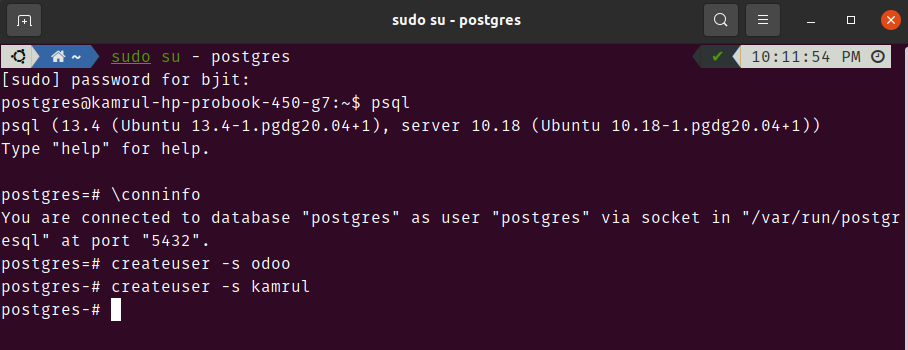 sudo su - postgres
~ sudo su - postgres ✔ 10:11:54 PM
[sudo] password for bjit:
postgres@kamrul-hp-probook-450-g7:~$ psql
psql (13.4 (Ubuntu 13.4-1.pgdg20.04+1), server 10.18 (Ubuntu 10.18-1.pgdg20.04+1))
Type "help" for help.
postgres=# \conninfo
You are connected to database "postgres" as user "postgres" via socket in "/var/run/postgr
esql" at port "5432".
postgres=# createuser -s odoo
postgres-# createuser -s kamrul
postgres-#